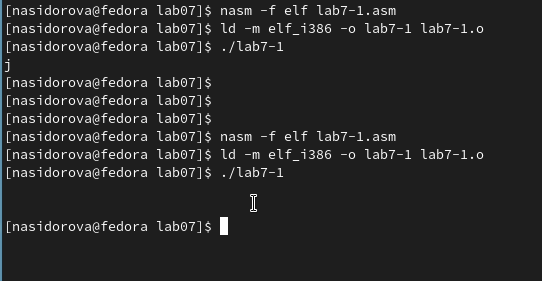 [nasidorova@fedora lab07]$ nasm -f elf lab7-1.asm
[nasidorova@fedora lab07]$ ld -m elf_i386 -o lab7-1 lab7-1.o
[nasidorova@fedora lab07]$ ./lab7-1
j
[nasidorova@fedora lab07]$
[nasidorova@fedora lab07]$
[nasidorova@fedora lab07]$
[nasidorova@fedora lab07]$ nasm -f elf lab7-1.asm
[nasidorova@fedora lab07]$ ld -m elf_i386 -o lab7-1 lab7-1.o
[nasidorova@fedora lab07]$ ./lab7-1
[nasidorova@fedora lab07]$